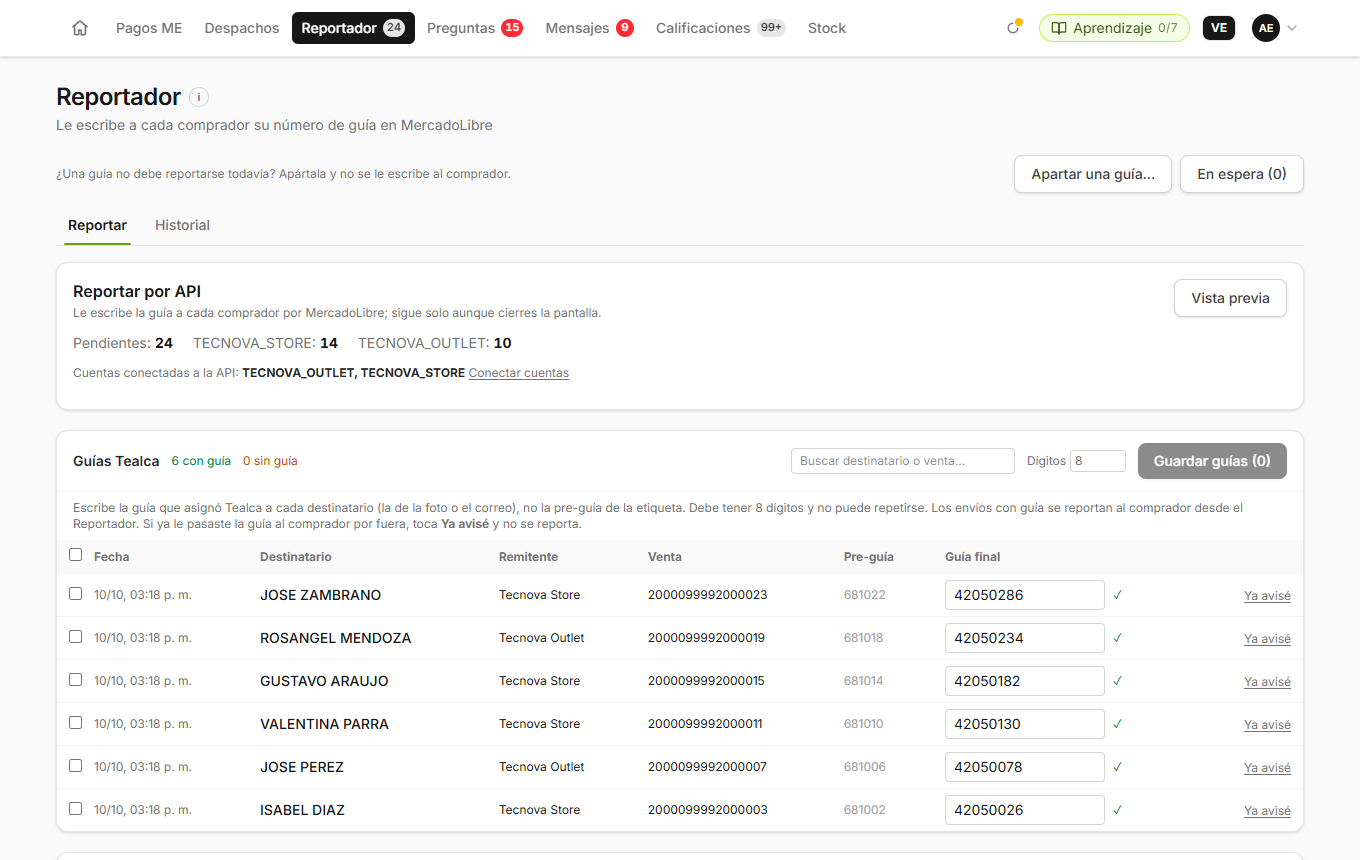 Pagos ME Despachos Reportador 24 Preguntas 15 Mensajes 9 Calificaciones 99+ Stock Aprendizaje 0/7 VE AE
Reportador i
Le escribe a cada comprador su número de guía en MercadoLibre
¿Una guía no debe reportarse todavía? Apártala y no se le escribe al comprador.
Apartar una guía... En espera (0)
Reportar Historial
Reportar por API
Vista previa
Le escribe la guía a cada comprador por MercadoLibre; sigue solo aunque cierres la pantalla.
Pendientes: 24 TECNOVA_STORE: 14 TECNOVA_OUTLET: 10
Cuentas conectadas a la API: TECNOVA_OUTLET, TECNOVA_STORE Conectar cuentas
Guías Tealca 6 con guía 0 sin guía Buscar destinatario o venta... Dígitos 8 Guardar guías (0)
Escribe la guía que asignó Tealca a cada destinatario (la de la foto o el correo), no la pre-guía de la etiqueta. Debe tener 8 dígitos y no puede repetirse. Los envíos con guía se reportan al comprador desde el
Reportador. Si ya le pasaste la guía al comprador por fuera, toca Ya avisé y no se reporta.
Fecha Destinatario Remitente Venta Pre-guía Guía final
10/10, 03:18 p. m. JOSE ZAMBRANO Tecnova Store 2000099992000023 681022 42050286 ✓ Ya avisé
10/10, 03:18 p. m. ROSANGEL MENDOZA Tecnova Outlet 2000099992000019 681018 42050234 ✓ Ya avisé
10/10, 03:18 p. m. GUSTAVO ARAUJO Tecnova Store 2000099992000015 681014 42050182 ✓ Ya avisé
10/10, 03:18 p. m. VALENTINA PARRA Tecnova Store 2000099992000011 681010 42050130 ✓ Ya avisé
10/10, 03:18 p. m. JOSE PEREZ Tecnova Outlet 2000099992000007 681006 42050078 ✓ Ya avisé
10/10, 03:18 p. m. ISABEL DIAZ Tecnova Store 2000099992000003 681002 42050026 ✓ Ya avisé